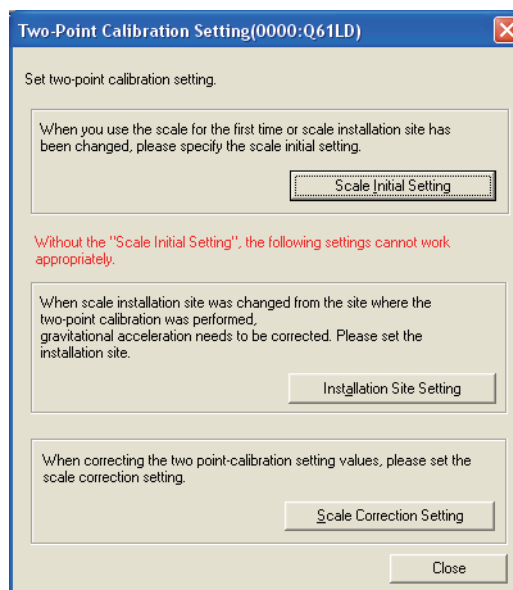 Two-Point Calibration Setting(0000:Q61LD)
Set two-point calibration setting.
When you use the scale for the first time or scale installation site has
been changed, please specify the scale initial setting.
Scale Initial Setting
Without the "Scale Initial Setting", the following settings cannot work
appropriately.
When scale installation site was changed from the site where the
two-point calibration was performed,
gravitational acceleration needs to be corrected. Please set the
installation site.
Installation Site Setting
When correcting the two point-calibration setting values, please set the
scale correction setting.
Scale Correction Setting
Close